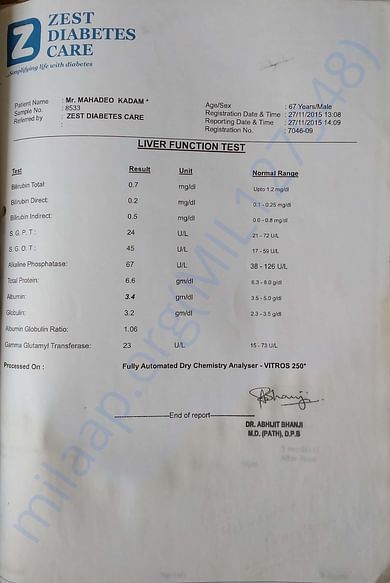 ZEST
DIABETES
CARE
Simplifying life with diabetes
Patient Name : Mr. MAHADEO KADAM *
Sample No. : 8533
Referred by : ZEST DIABETES CARE
Age/Sex : 67 Years/Male
Registration Date & Time : 27/11/2015 13:08
Reporting Date & Time : 27/11/2015 14:09
Registration No. : 7046-09
LIVER FUNCTION TEST
Test Result Unit Normal Range
Bilirubin Total: 0.7 mg/dl Upto 1.2 mg/dl
Bilirubin Direct: 0.2 mg/dl 0.1 - 0.25 mg/dL
Bilirubin Indirect: 0.5 mg/dl 0.0 - 0.8 mg/dL
S.G.P.T : 24 U/L 21 - 72 U/L
S.G.O.T : 45 U/L 17 - 59 U/L
Alkaline Phosphatase: 67 U/L 38 - 126 U/L
Total Protein: 6.6 gm/dl 6.3 - 8.0 g/dl
Albumin: 3.4 gm/dl 3.5 - 5.0 g/dl
Globulin: 3.2 gm/dl 2.3 - 3.5 g/dl
Albumin Globulin Ratio: 1.06
Gamma Glutamyl Transferase: 23 U/L 15 - 73 U/L
Processed On : Fully Automated Dry Chemistry Analyser - VITROS 250*
ABhanji
End of report
DR. ABHIJIT BHANJI
M.D. (PATH), D.P.B